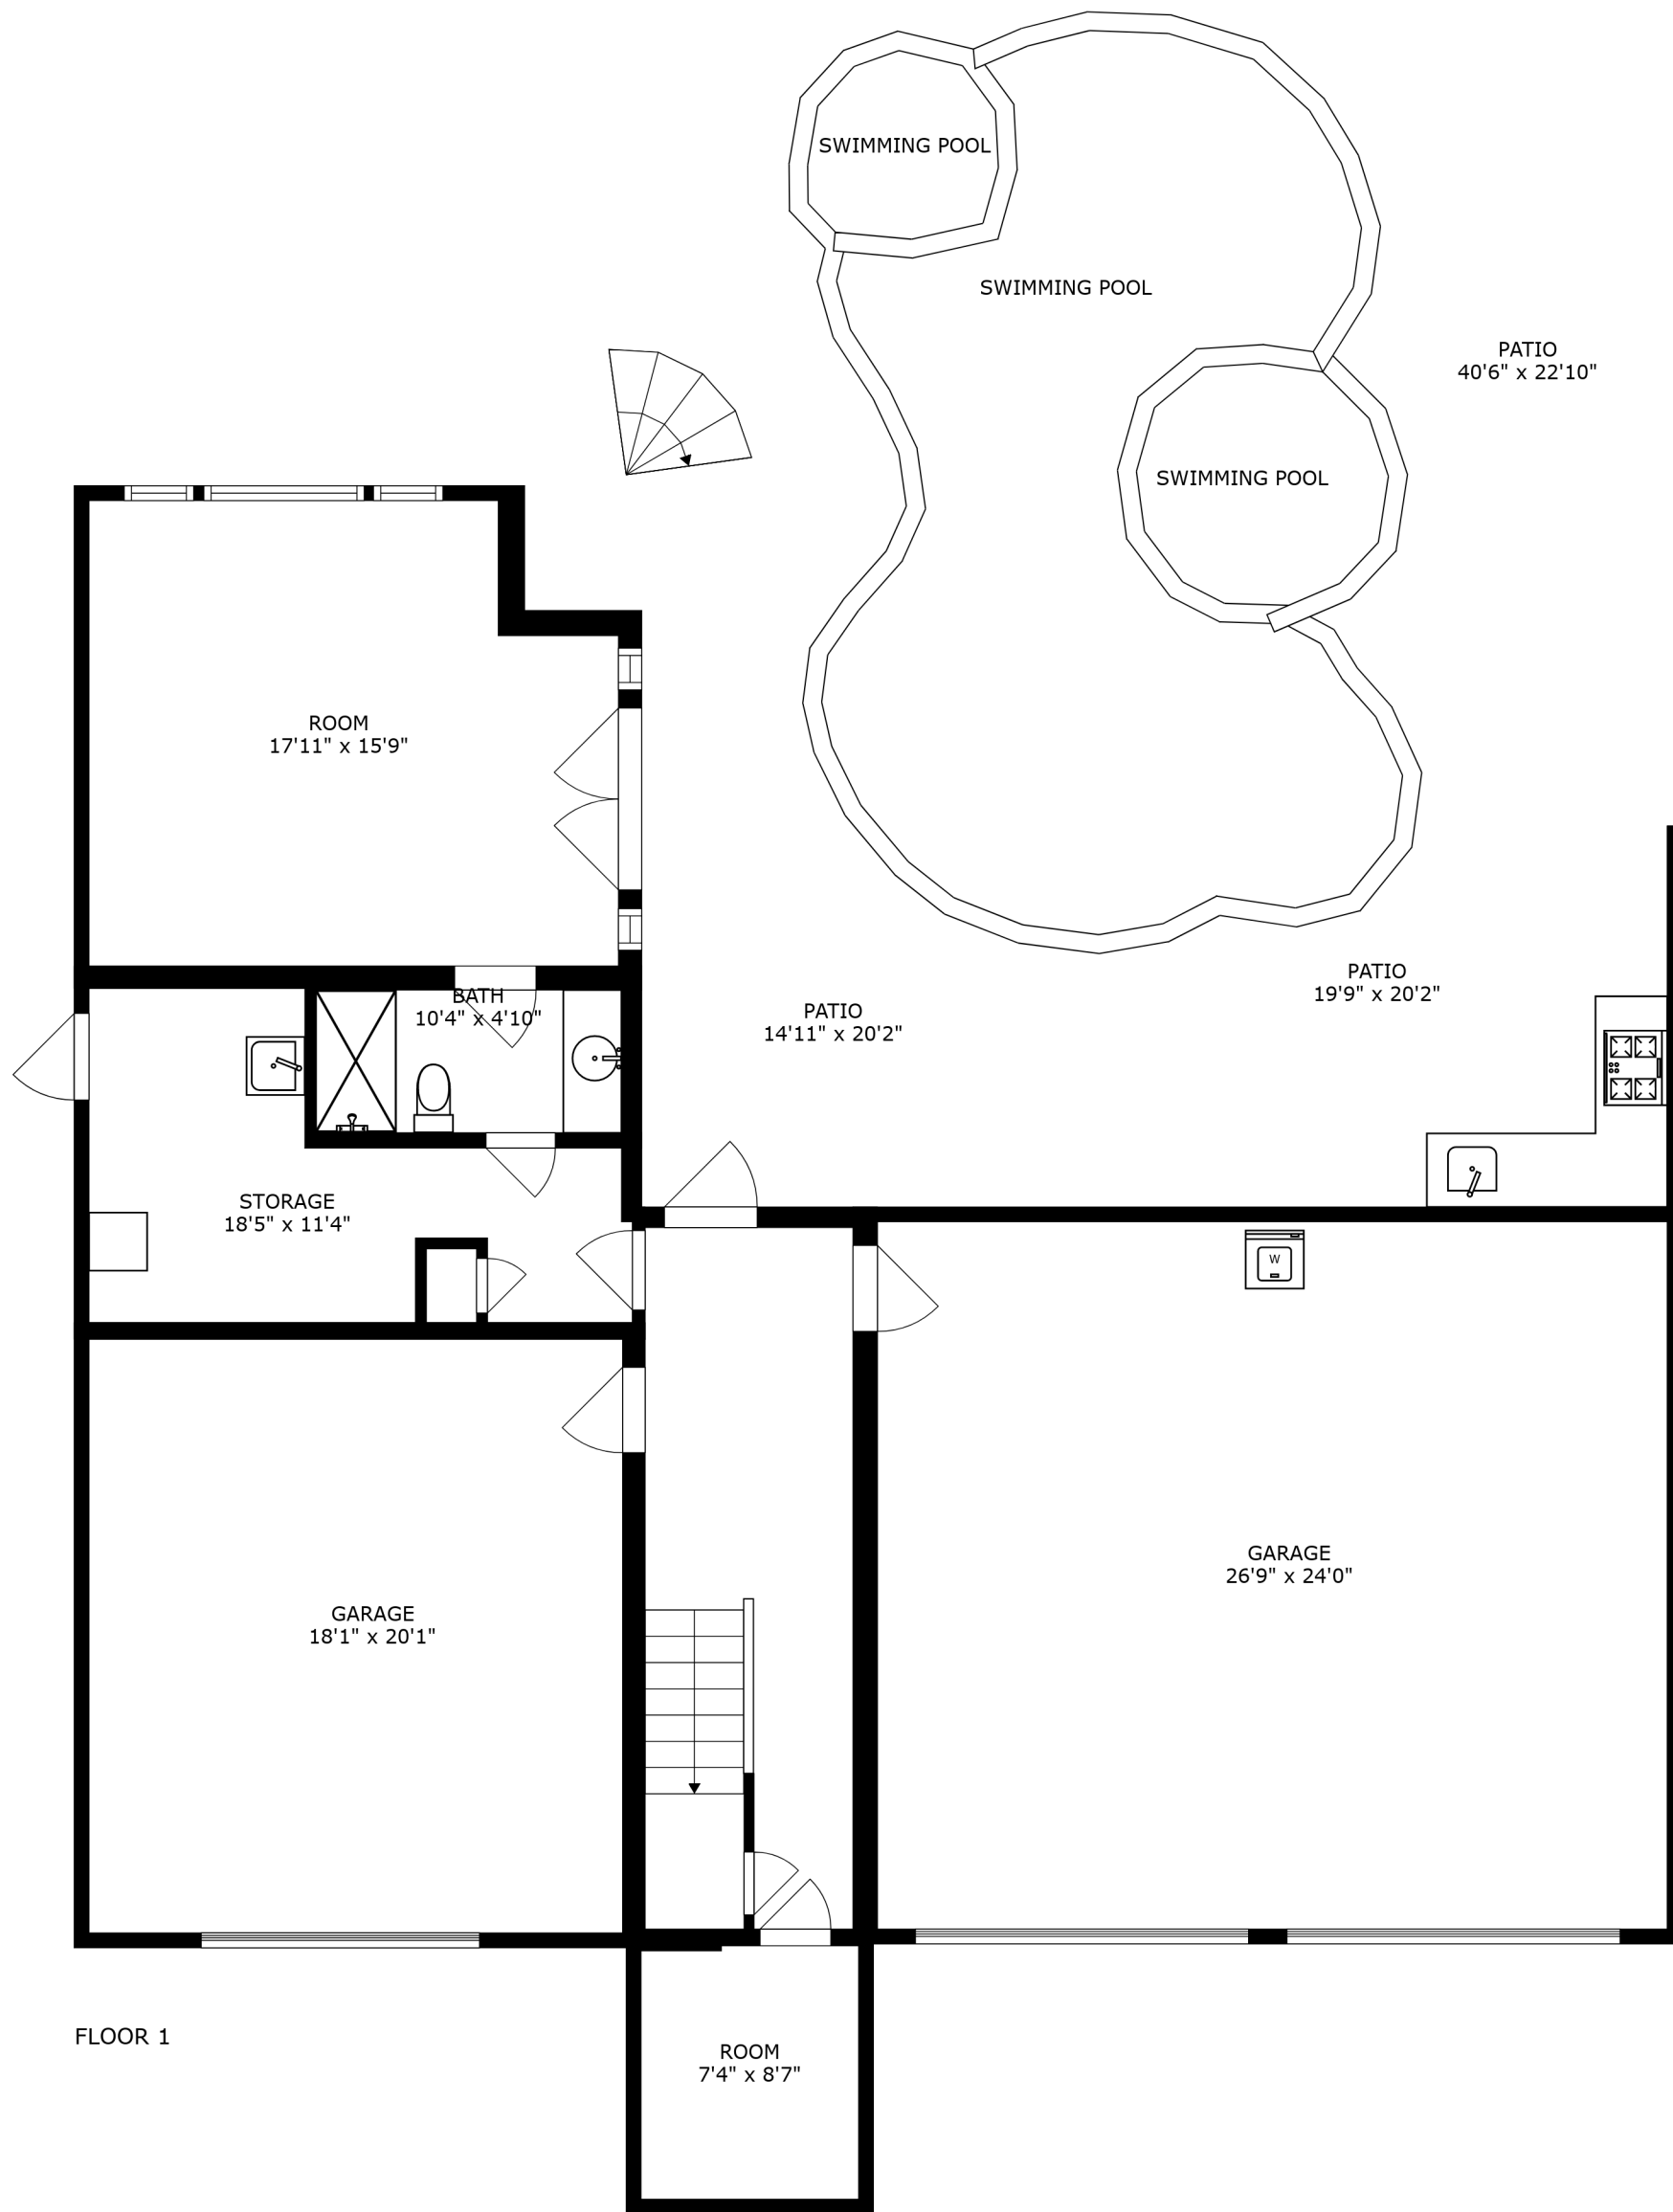 SWIMMING POOL
SWIMMING POOL
PATIO
40'6" x 22'10"
SWIMMING POOL
ROOM
17'11" x 15'9"
PATIO
19'9" x 20'2"
BATH
10'4" x 4'10"
PATIO
14'11" x 20'2"
STORAGE
18'5" x 11'4"
W
GARAGE
26'9" x 24'0"
GARAGE
18'1" x 20'1"
FLOOR 1
ROOM
7'4" x 8'7"